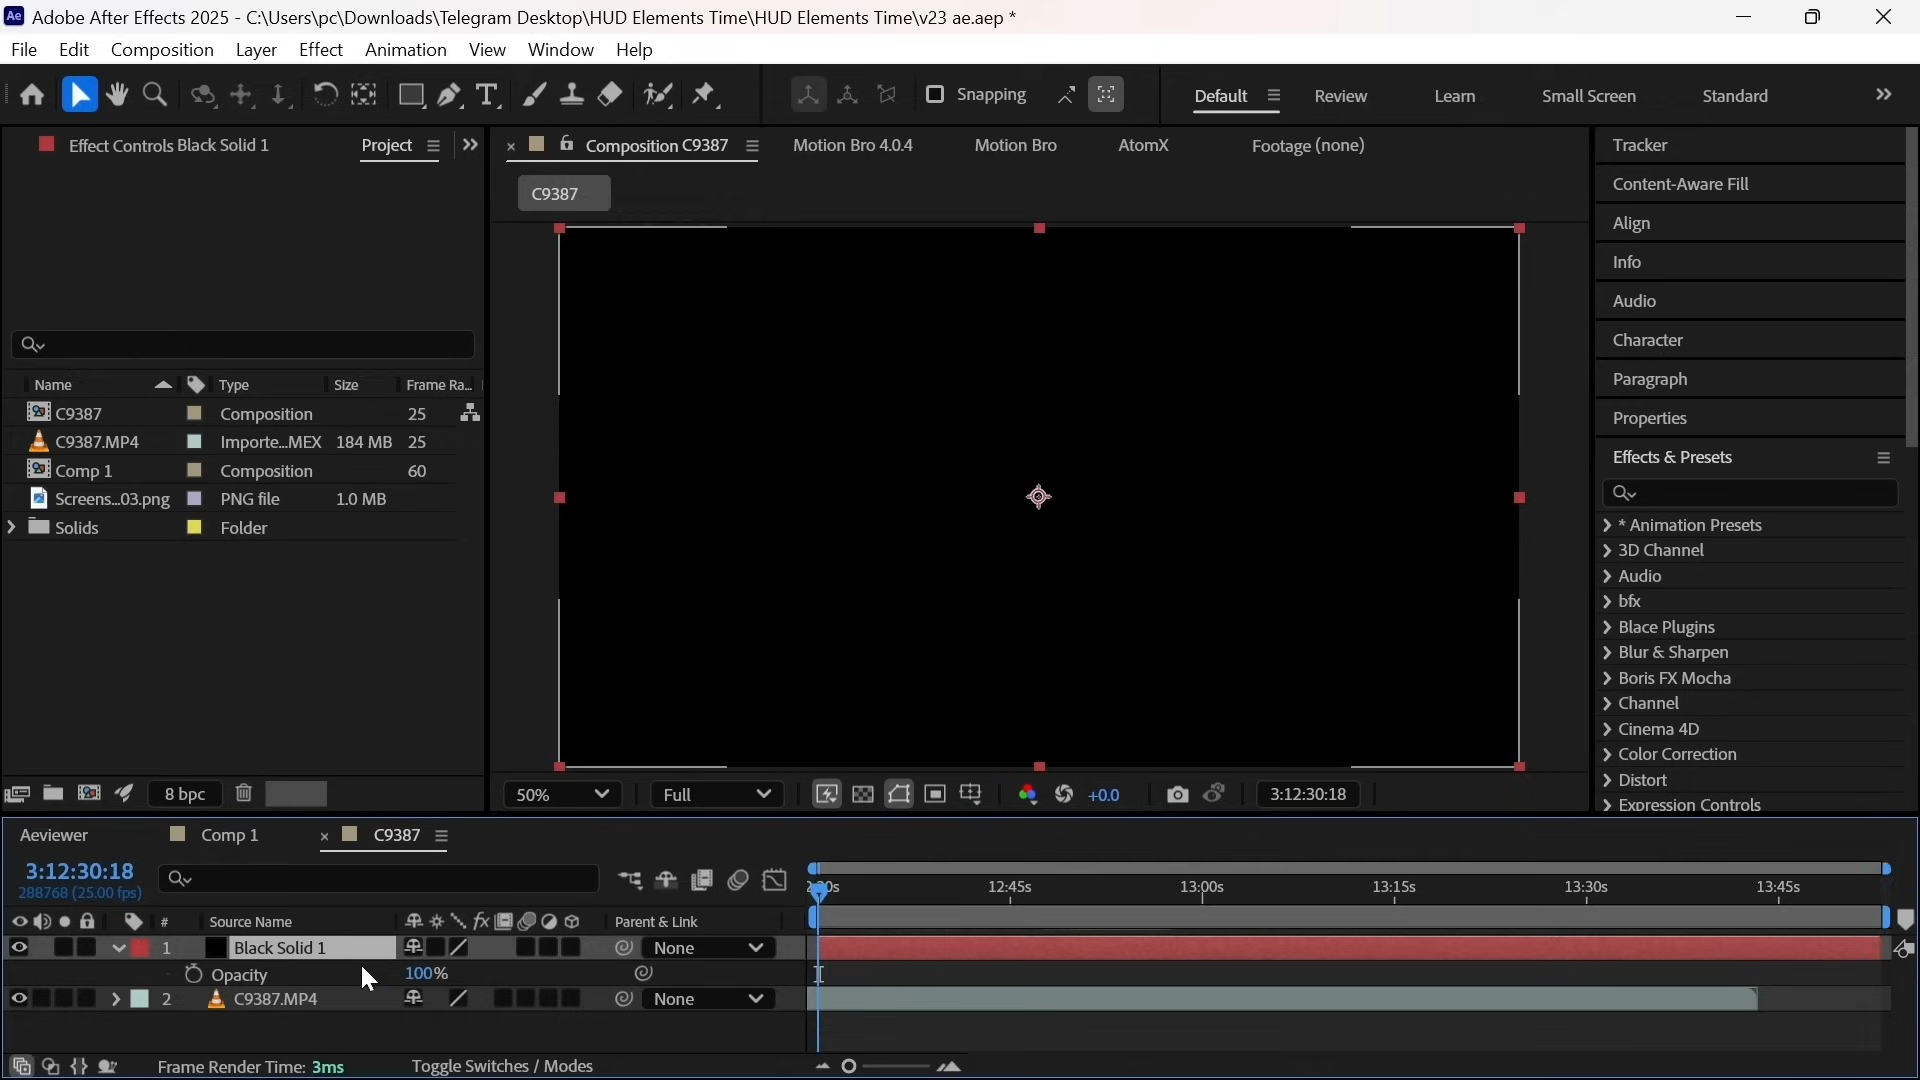 Ae Adobe After Effects 2025 - C:\Users\pc\Downloads\Telegram Desktop\HUD Elements Time\HUD Elements Time\v23 ae.aep *
File Edit Composition Layer Effect Animation View Window Help
Snapping Default Review Learn Small Screen Standard
Effect Controls Black Solid 1 Project Composition C9387 Motion Bro 4.0.4 Motion Bro AtomX Footage (none) Tracker
Content-Aware Fill
C9387
Align
Info
Audio
Character
Paragraph
Properties
Effects & Presets
* Animation Presets
3D Channel
Audio
bfx
Blace Plugins
Blur & Sharpen
Boris FX Mocha
Channel
Cinema 4D
Color Correction
Distort
Expression Controls
Name Type Size Frame Ra...
C9387 Composition 25
C9387.MP4 Importe...MEX 184 MB 25
Comp 1 Composition 60
Screens...03.png PNG file 1.0 MB
Solids Folder
8 bpc 50% Full +0.0 3:12:30:18
Aeviewer Comp 1 C9387
3:12:30:18
288768 (25.00 fps)
12:45s 13:00s 13:15s 13:30s 13:45s
# Source Name fx Parent & Link
1 Black Solid 1 None
Opacity 100%
2 C9387.MP4 None
Frame Render Time: 3ms Toggle Switches / Modes